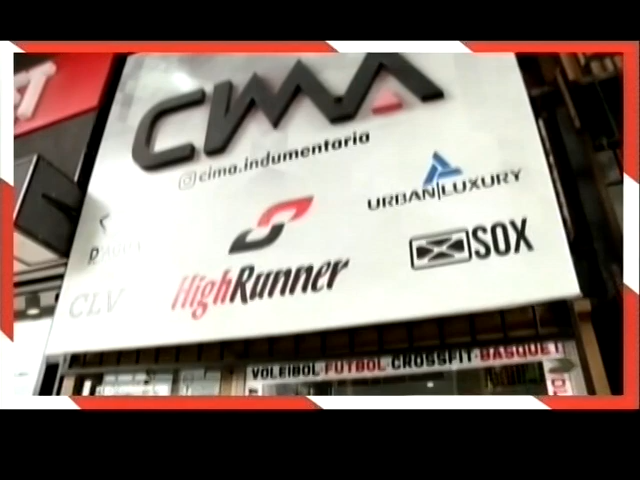 CIMA
cima.indumentaria
URBAN|LUXURY
HighRunner
SOX
CLV
VOLEIBOL FUTBOL CROSSFIT BASQUET